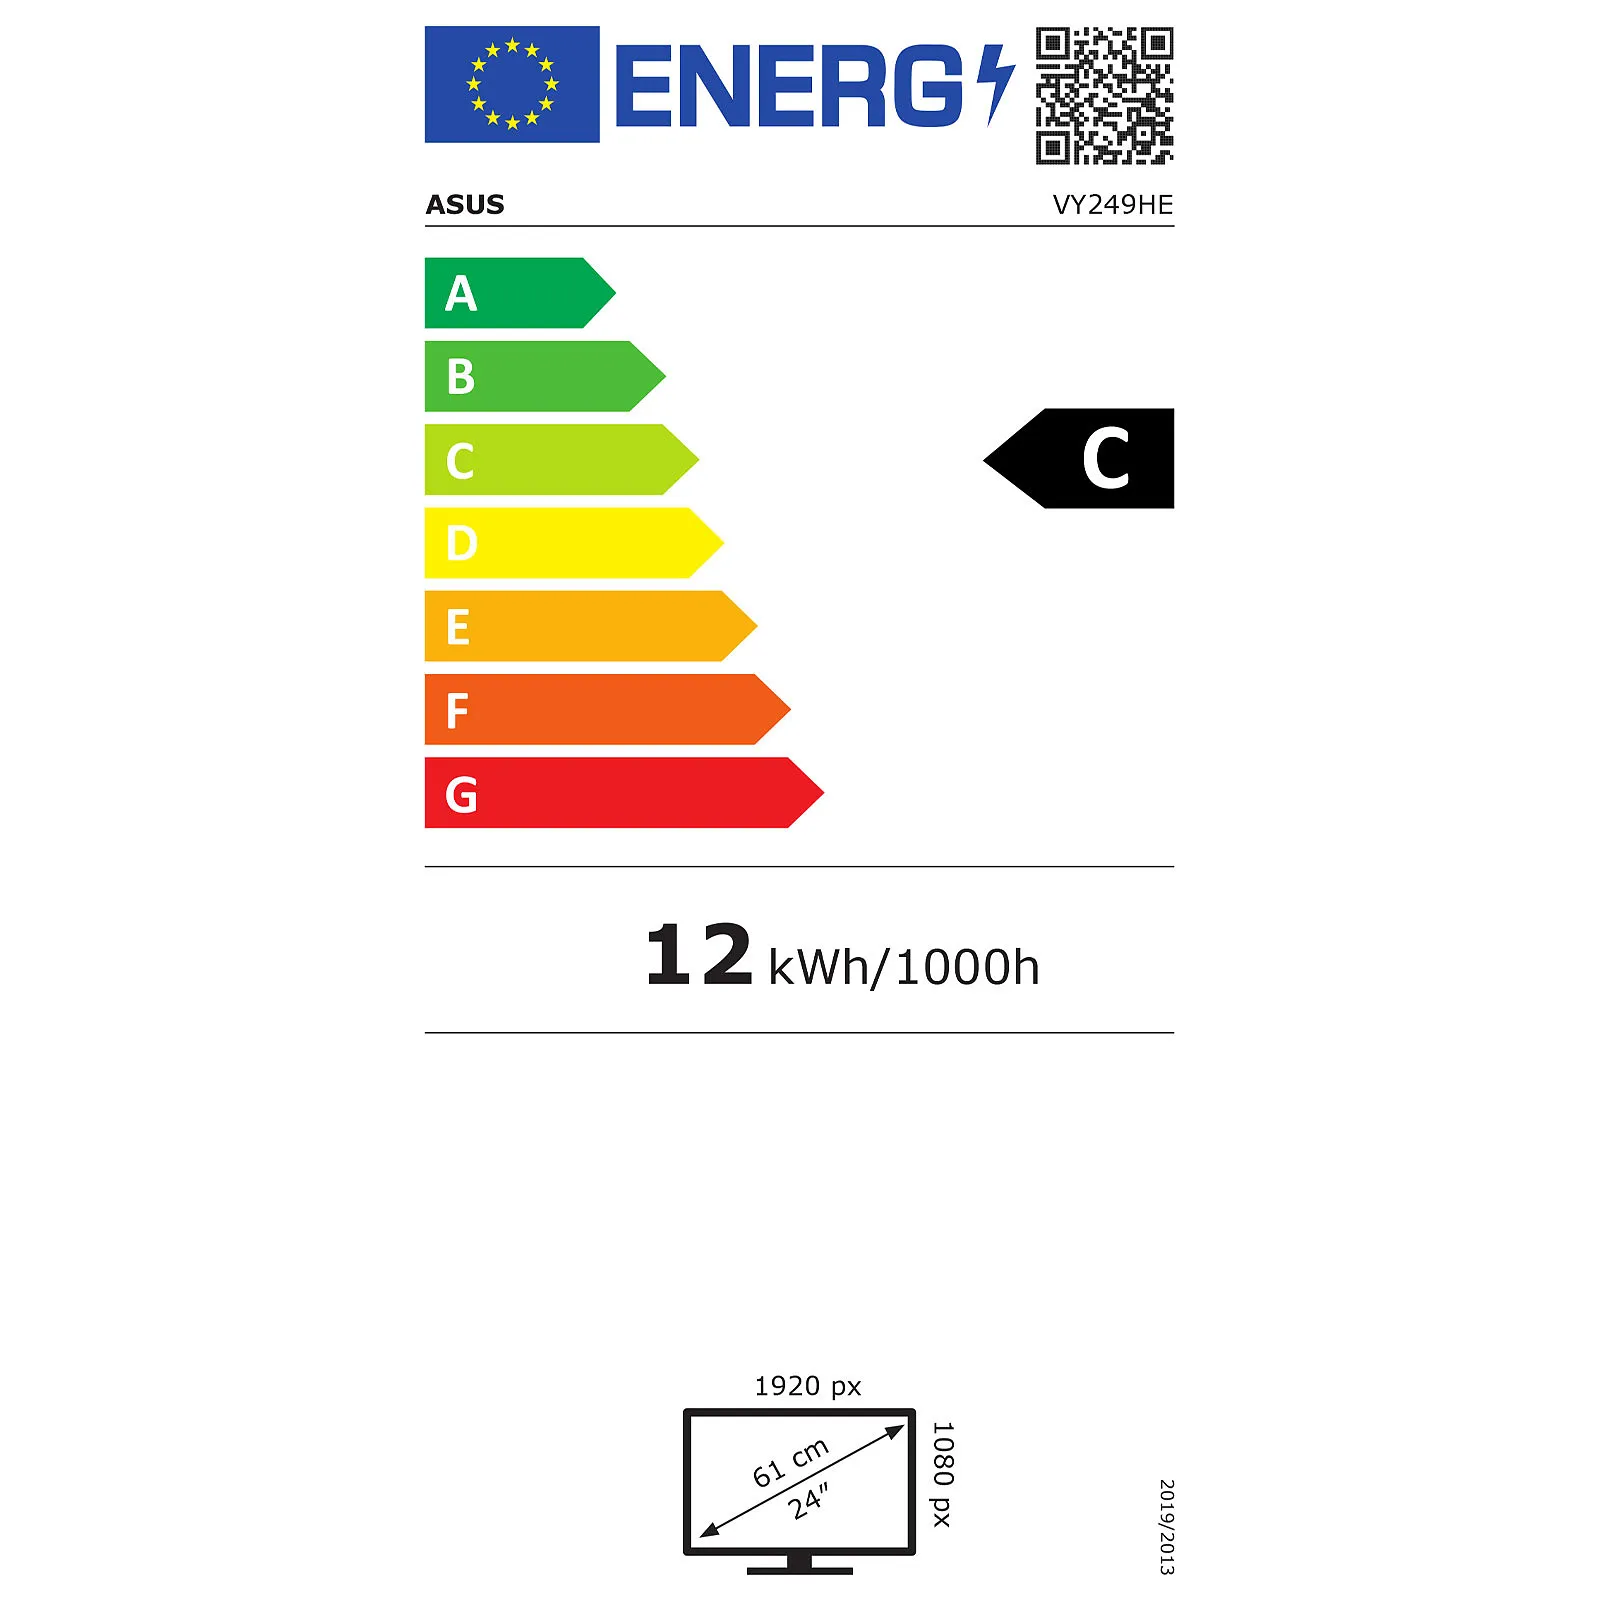 ENERG
ASUS
VY249HE
A
B
C
C
D
E
F
G
12 kWh/1000h
1920 px
1080 px
61 cm
24"
2019/2013